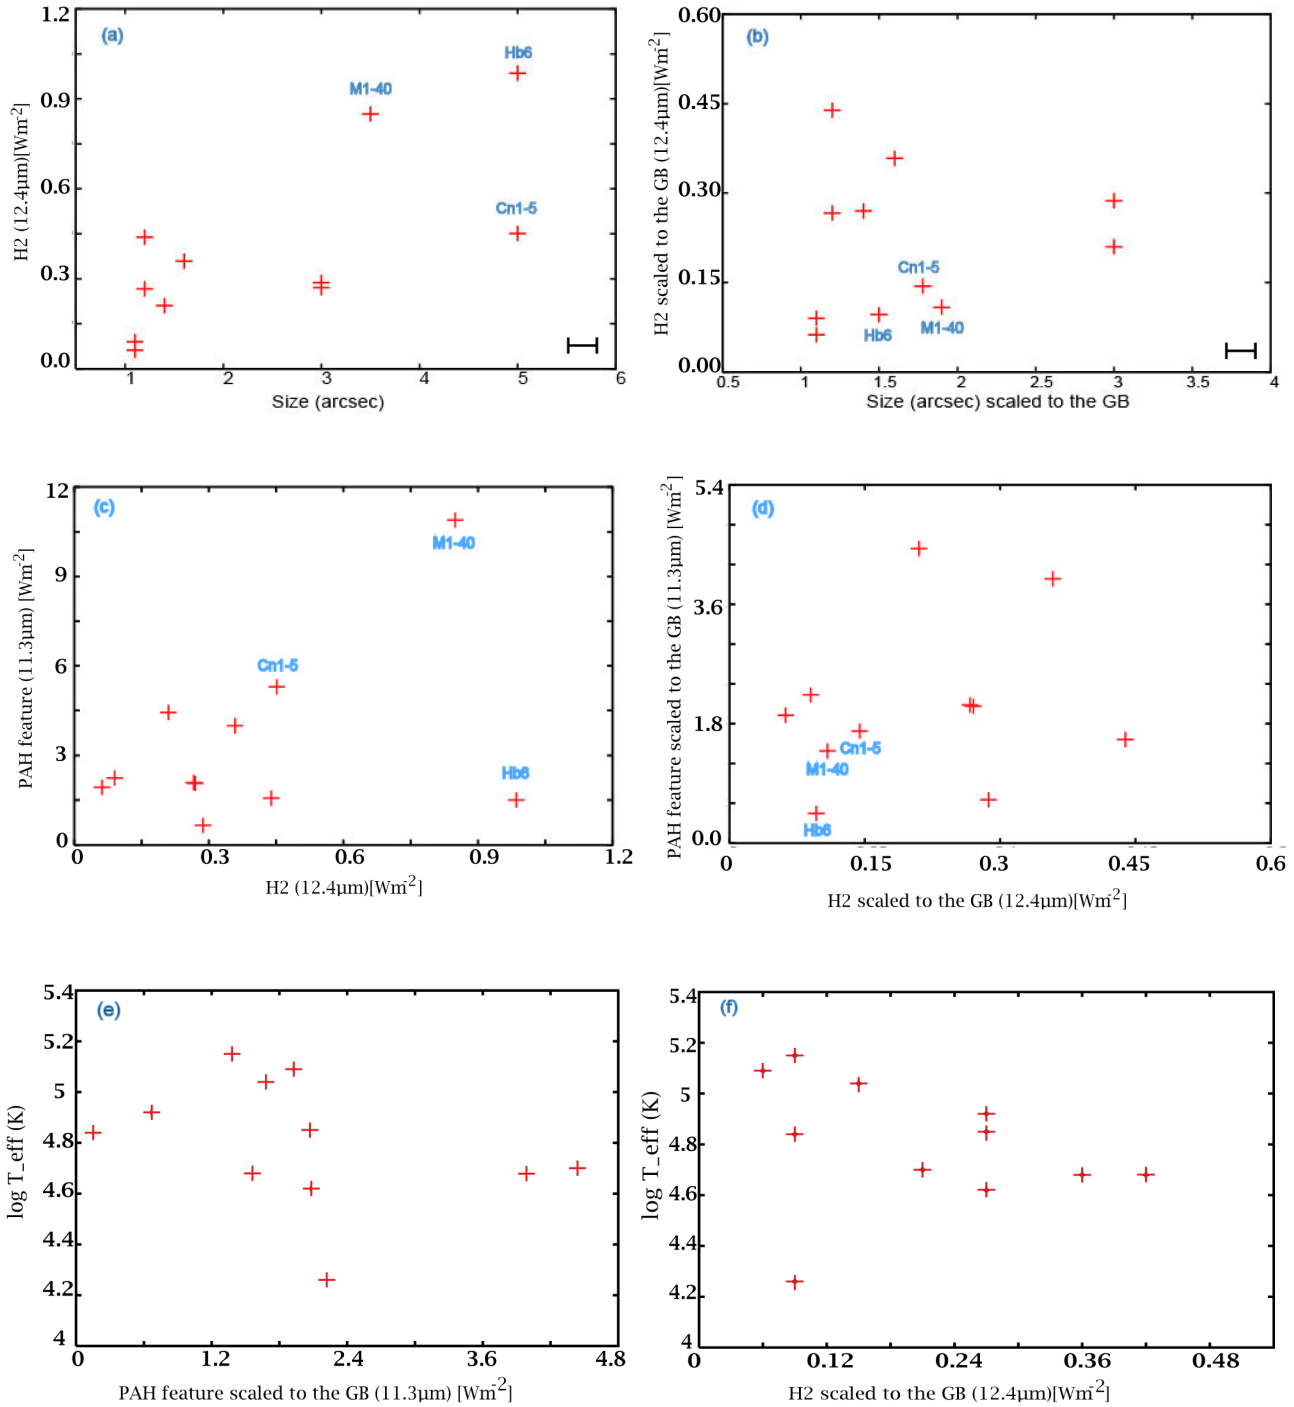 (a)
1.2
0.9
0.6
0.3
0.0
H2 (12.4μm)[Wm-2]
Hb6
M1-40
Cn1-5
1 2 3 4 5 6
Size (arcsec)
(b)
0.60
0.45
0.30
0.15
0.00
H2 scaled to the GB (12.4μm)[Wm-2]
Cn1-5
Hb6
M1-40
0.5 1 1.5 2 2.5 3 3.5 4
Size (arcsec) scaled to the GB
(c)
12
9
6
3
0
PAH feature (11.3μm) [Wm-2]
M1-40
Cn1-5
Hb6
0 0.3 0.6 0.9 1.2
H2 (12.4μm)[Wm-2]
(d)
5.4
3.6
1.8
0.0
PAH feature scaled to the GB (11.3μm) [Wm-2]
Cn1-5
M1-40
Hb6
0 0.15 0.3 0.45 0.6
H2 scaled to the GB (12.4μm)[Wm-2]
(e)
5.4
5.2
5
4.8
4.6
4.4
4.2
4
log T_eff (K)
0 1.2 2.4 3.6 4.8
PAH feature scaled to the GB (11.3μm) [Wm-2]
(f)
5.4
5.2
5
4.8
4.6
4.4
4.2
4
log T_eff (K)
0 0.12 0.24 0.36 0.48
H2 scaled to the GB (12.4μm)[Wm-2]